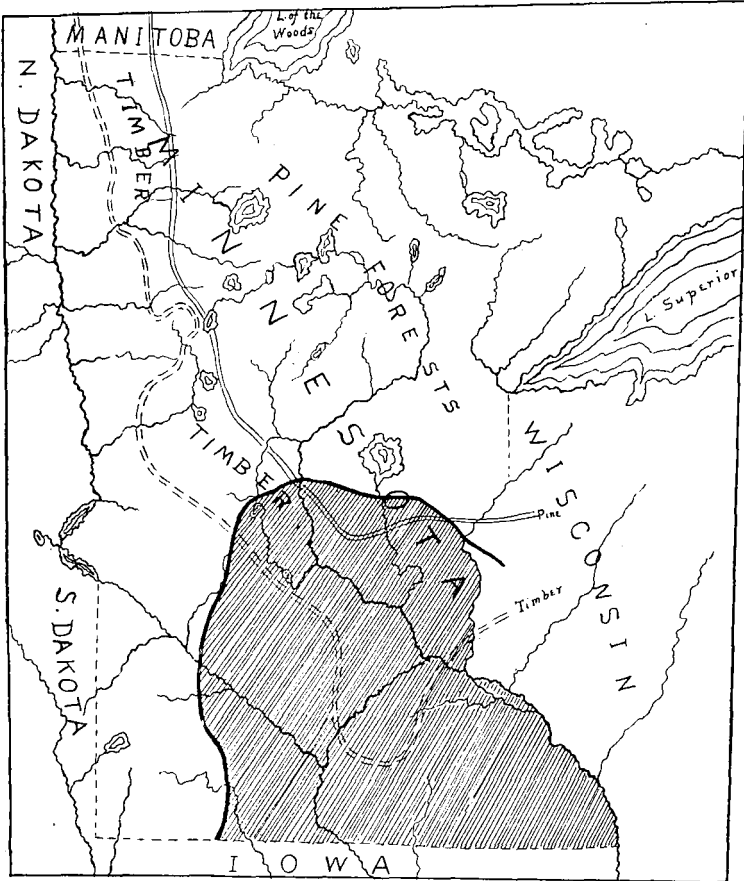 L. of the
Woods
MANITOBA
N. DAKOTA
TIMBER
MINNESOTA
PINE FORESTS
L. Superior
TIMBER
WISCONSIN
Pine
Timber
S. DAKOTA
IOWA